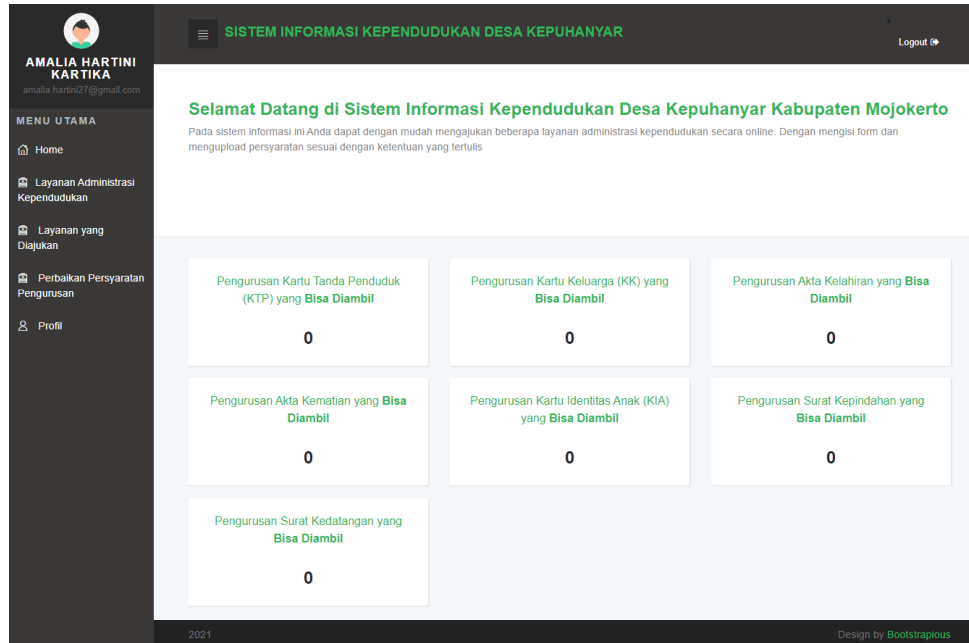 AMALIA HARTINI
KARTIKA
amalia.hartini27@gmail.com
MENU UTAMA
Home
Layanan Administrasi
Kependudukan
Layanan yang
Diajukan
Perbaikan Persyaratan
Pengurusan
Profil
SISTEM INFORMASI KEPENDUDUKAN DESA KEPUHANYAR
Logout
Selamat Datang di Sistem Informasi Kependudukan Desa Kepuhanyar Kabupaten Mojokerto
Pada sistem informasi ini Anda dapat dengan mudah mengajukan beberapa layanan administrasi kependudukan secara online. Dengan mengisi form dan
mengupload persyaratan sesuai dengan ketentuan yang tertulis
Pengurusan Kartu Tanda Penduduk
(KTP) yang Bisa Diambil
0
Pengurusan Kartu Keluarga (KK) yang
Bisa Diambil
0
Pengurusan Akta Kelahiran yang Bisa
Diambil
0
Pengurusan Akta Kematian yang Bisa
Diambil
0
Pengurusan Kartu Identitas Anak (KIA)
yang Bisa Diambil
0
Pengurusan Surat Kepindahan yang
Bisa Diambil
0
Pengurusan Surat Kedatangan yang
Bisa Diambil
0
2021
Design by Bootstrapious